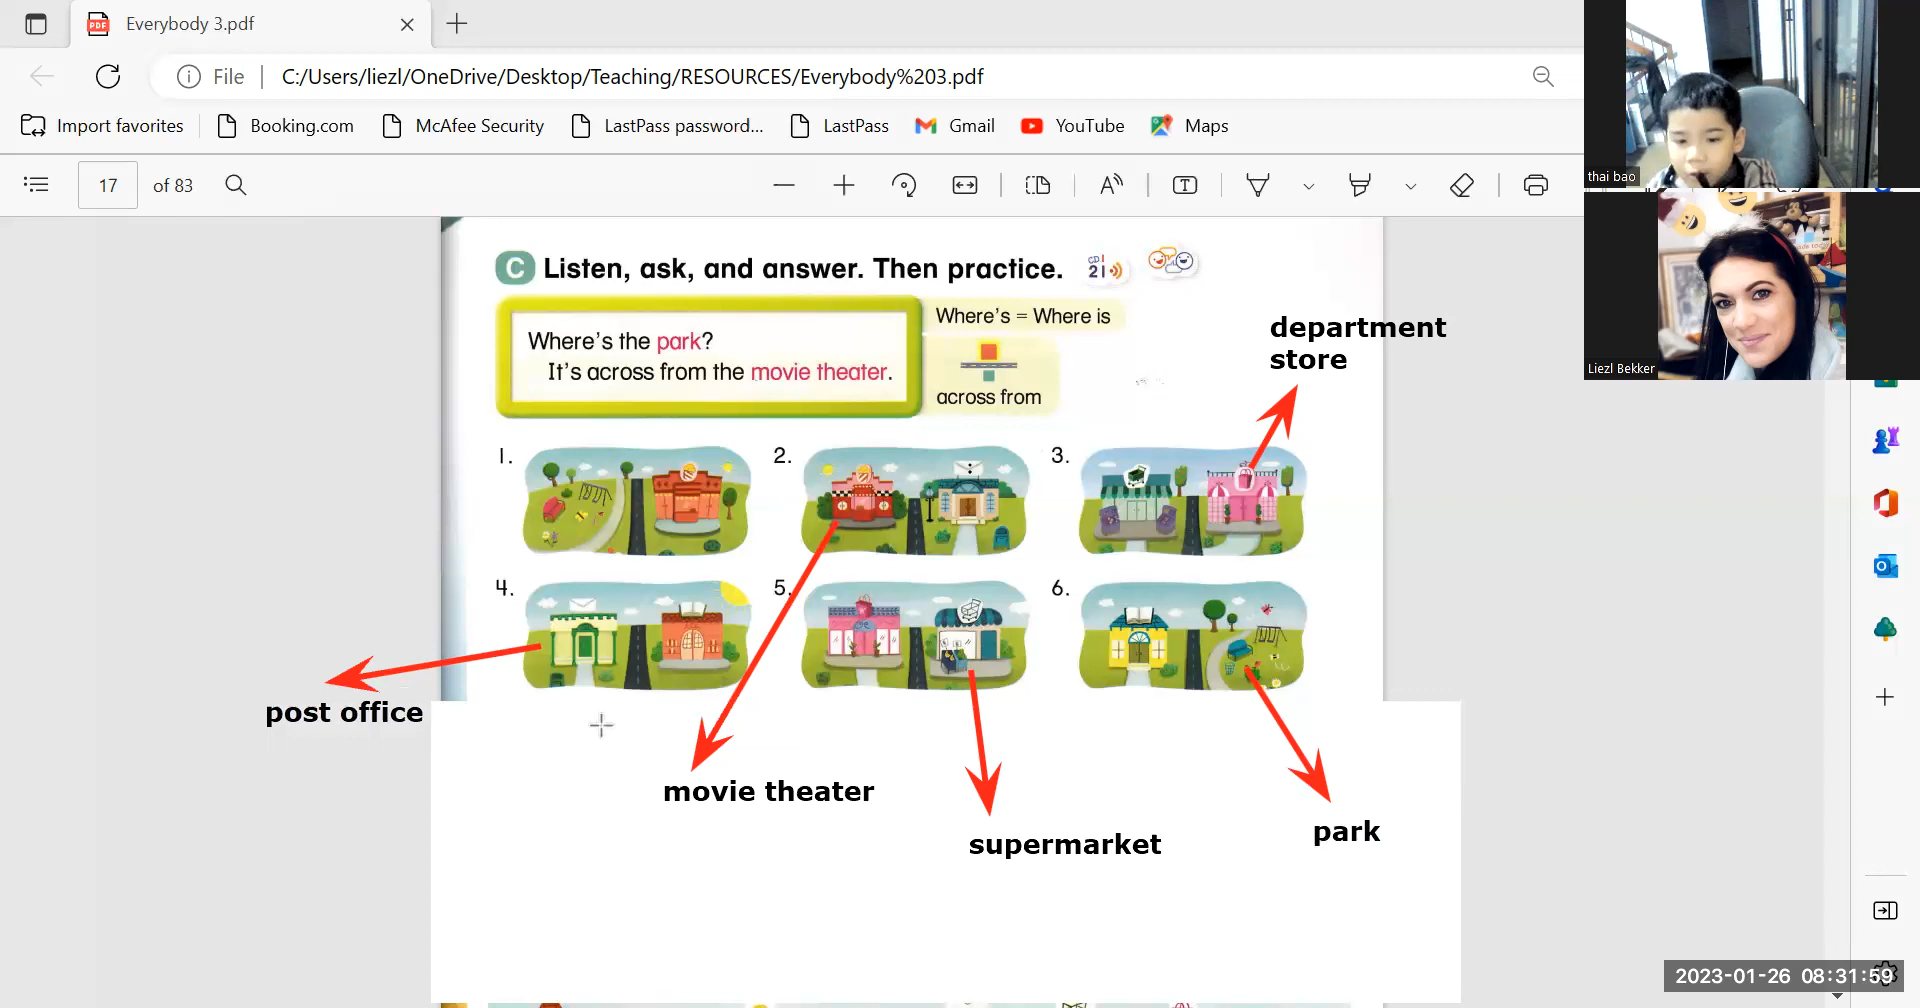 Everybody 3.pdf
File
C:/Users/liezl/OneDrive/Desktop/Teaching/RESOURCES/Everybody%203.pdf
Import favorites
Booking.com
McAfee Security
LastPass password...
LastPass
Gmail
YouTube
Maps
17 of 83
thai bao
Liezl Bekker
C Listen, ask, and answer. Then practice.
CD1
21
Where's the park?
It's across from the movie theater.
Where's = Where is
across from
department
store
1.
2.
3.
4.
5.
6.
post office
movie theater
supermarket
park
2023-01-26 08:31:59